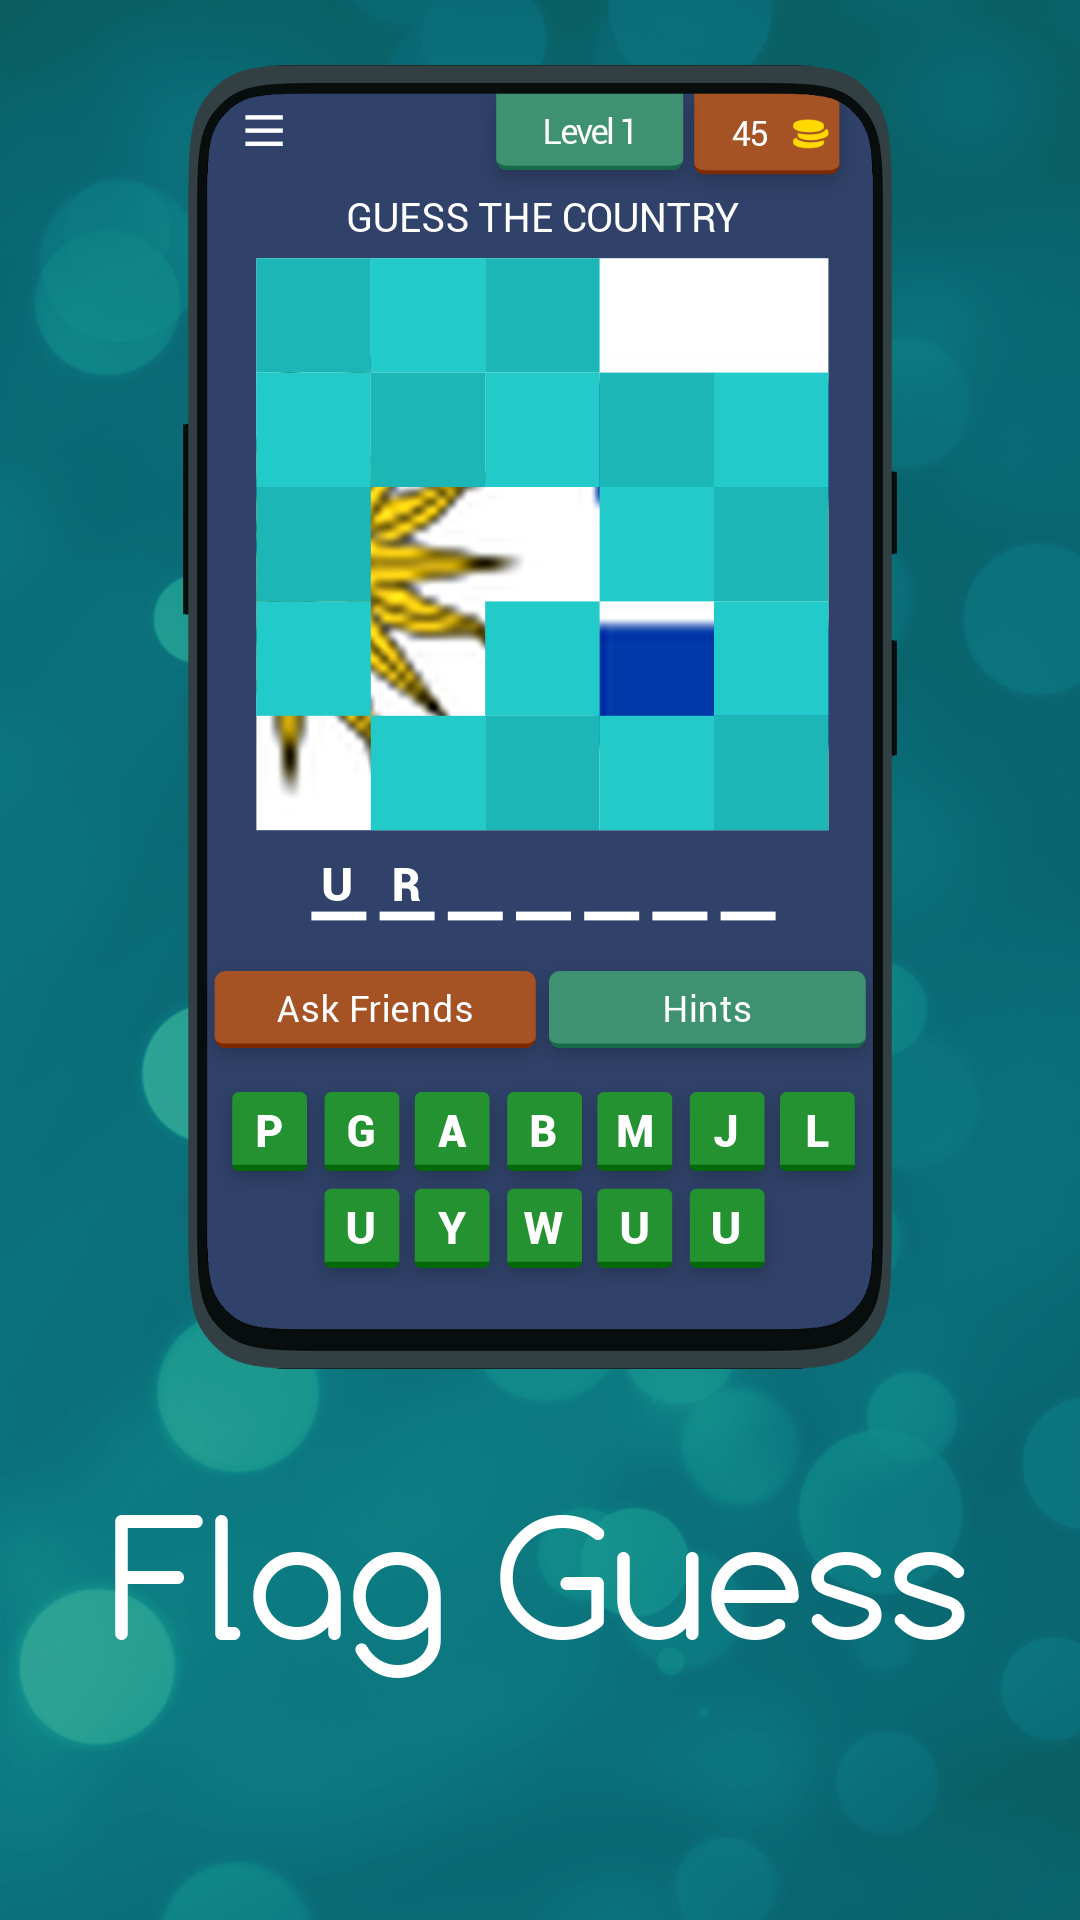 Level 1
45
GUESS THE COUNTRY
U R
Ask Friends
Hints
P G A B M J L
U Y W U U
Flag Guess